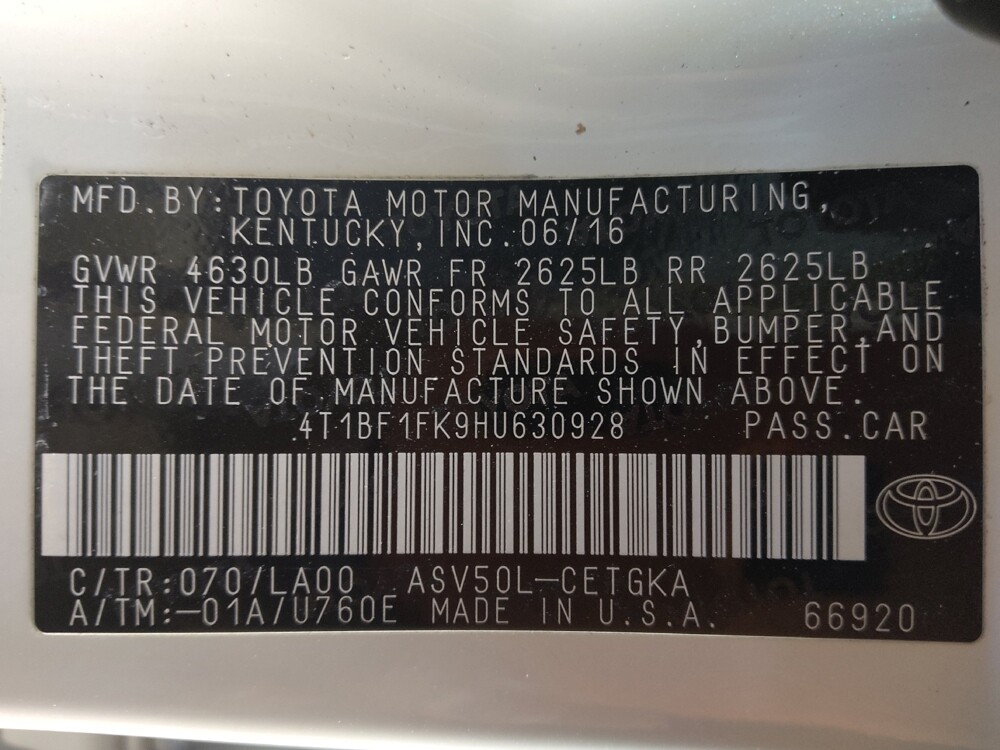 MFD.BY:TOYOTA MOTOR MANUFACTURING,
KENTUCKY,INC.06/16
GVWR 4630LB GAWR FR 2625LB RR 2625LB
THIS VEHICLE CONFORMS TO ALL APPLICABLE
FEDERAL MOTOR VEHICLE SAFETY,BUMPER,AND
THEFT PREVENTION STANDARDS IN EFFECT ON
THE DATE OF MANUFACTURE SHOWN ABOVE.
4T1BF1FK9HU630928 PASS.CAR
C/TR:070/LA00 ASV50L-CETGKA
A/TM:-01A/U760E MADE IN U.S.A. 66920